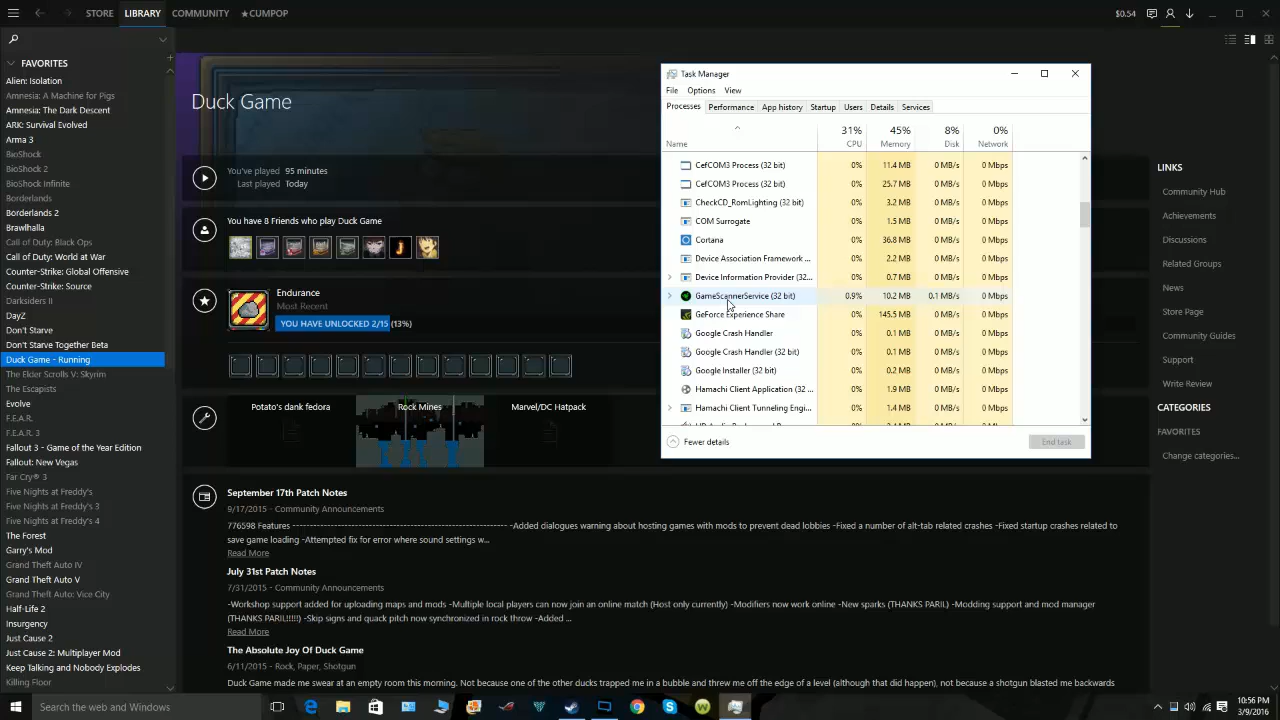 STORE LIBRARY COMMUNITY ★CUMPOP $0.54
FAVORITES
Alien: Isolation
Amnesia: A Machine for Pigs
Amnesia: The Dark Descent
ARK: Survival Evolved
Arma 3
BioShock
BioShock 2
BioShock Infinite
Borderlands
Borderlands 2
Brawlhalla
Call of Duty: Black Ops
Call of Duty: World at War
Counter-Strike: Global Offensive
Counter-Strike: Source
Darksiders II
DayZ
Don't Starve
Don't Starve Together Beta
Duck Game - Running
The Elder Scrolls V: Skyrim
The Escapists
Evolve
F.E.A.R.
F.E.A.R. 3
Fallout 3 - Game of the Year Edition
Fallout: New Vegas
Far Cry® 3
Five Nights at Freddy's
Five Nights at Freddy's 3
Five Nights at Freddy's 4
The Forest
Garry's Mod
Grand Theft Auto IV
Grand Theft Auto V
Grand Theft Auto: Vice City
Half-Life 2
Insurgency
Just Cause 2
Just Cause 2: Multiplayer Mod
Keep Talking and Nobody Explodes
Killing Floor
Duck Game
You've played 95 minutes
Last played Today
You have 8 Friends who play Duck Game
Endurance
Most Recent
YOU HAVE UNLOCKED 2/15 (13%)
Potato's dank fedora Rock Mines Marvel/DC Hatpack
September 17th Patch Notes
9/17/2015 - Community Announcements
776598 Features ------------------------------------------------------------ -Added dialogues warning about hosting games with mods to prevent dead lobbies -Fixed a number of alt-tab related crashes -Fixed startup crashes related to
save game loading -Attempted fix for error where sound settings w...
Read More
July 31st Patch Notes
7/31/2015 - Community Announcements
-Workshop support added for uploading maps and mods -Multiple local players can now join an online match (Host only currently) -Modifiers now work online -New sparks (THANKS PARIL) -Modding support and mod manager
(THANKS PARIL!!!!!) -Skip signs and quack pitch now synchronized in rock throw -Added ...
Read More
The Absolute Joy Of Duck Game
6/11/2015 - Rock, Paper, Shotgun
Duck Game made me swear at an empty room this morning. Not because one of the other ducks trapped me in a bubble and threw me off the edge of a level (although that did happen), not because a shotgun blasted me backwards
Task Manager
File Options View
Processes Performance App history Startup Users Details Services
31% 45% 8% 0%
Name CPU Memory Disk Network
CefCOM3 Process (32 bit) 0% 11.4 MB 0 MB/s 0 Mbps
CefCOM3 Process (32 bit) 0% 25.7 MB 0 MB/s 0 Mbps
CheckCD_RomLighting (32 bit) 0% 3.2 MB 0 MB/s 0 Mbps
COM Surrogate 0% 1.5 MB 0 MB/s 0 Mbps
Cortana 0% 36.8 MB 0 MB/s 0 Mbps
Device Association Framework ... 0% 2.2 MB 0 MB/s 0 Mbps
Device Information Provider (32... 0% 0.7 MB 0 MB/s 0 Mbps
GameScannerService (32 bit) 0.9% 10.2 MB 0.1 MB/s 0 Mbps
GeForce Experience Share 0% 145.5 MB 0 MB/s 0 Mbps
Google Crash Handler 0% 0.1 MB 0 MB/s 0 Mbps
Google Crash Handler (32 bit) 0% 0.1 MB 0 MB/s 0 Mbps
Google Installer (32 bit) 0% 0.2 MB 0 MB/s 0 Mbps
Hamachi Client Application (32 ... 0% 1.9 MB 0 MB/s 0 Mbps
Hamachi Client Tunneling Engi... 0% 1.4 MB 0 MB/s 0 Mbps
Fewer details End task
LINKS
Community Hub
Achievements
Discussions
Related Groups
News
Store Page
Community Guides
Support
Write Review
CATEGORIES
FAVORITES
Change categories...
Search the web and Windows
10:56 PM
3/9/2016